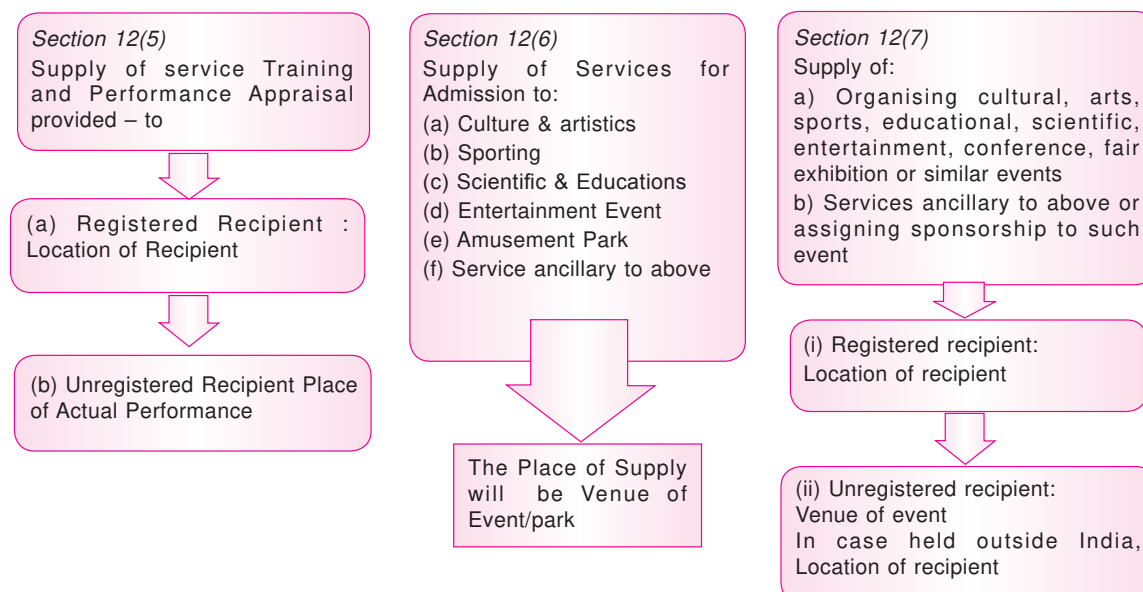 Section 12(5)
Supply of service Training
and Performance Appraisal
provided – to
(a) Registered Recipient :
Location of Recipient
(b) Unregistered Recipient Place
of Actual Performance
Section 12(6)
Supply of Services for
Admission to:
(a) Culture & artistics
(b) Sporting
(c) Scientific & Educations
(d) Entertainment Event
(e) Amusement Park
(f) Service ancillary to above
The Place of Supply
will be Venue of
Event/park
Section 12(7)
Supply of:
a) Organising cultural, arts,
sports, educational, scientific,
entertainment, conference, fair
exhibition or similar events
b) Services ancillary to above or
assigning sponsorship to such
event
(i) Registered recipient:
Location of recipient
(ii) Unregistered recipient:
Venue of event
In case held outside India,
Location of recipient